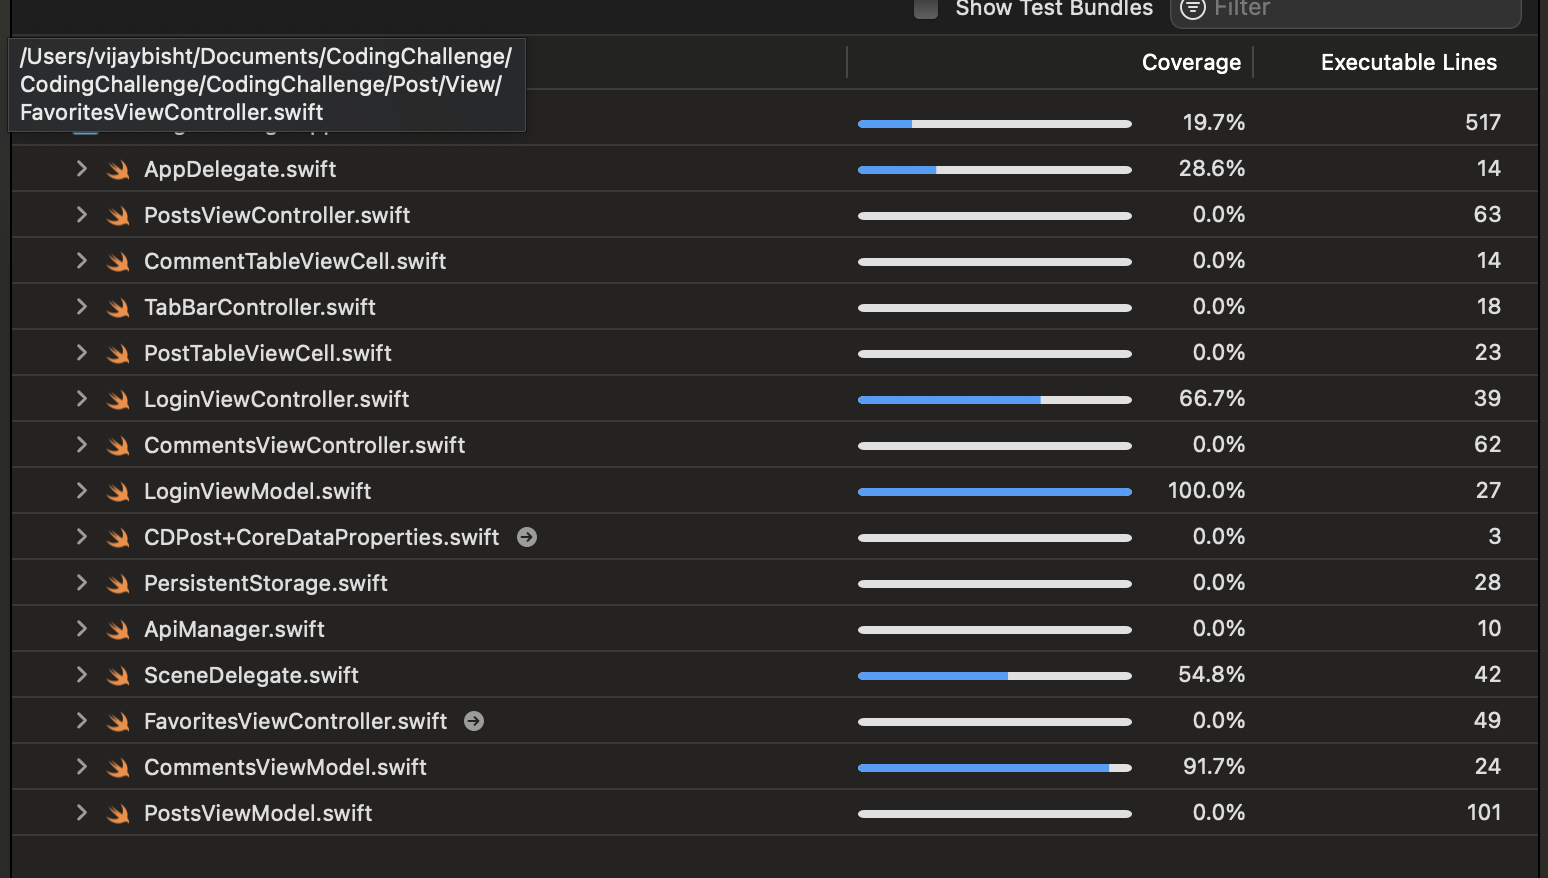 Show Test Bundles Filter
/Users/vijaybisht/Documents/CodingChallenge/
CodingChallenge/CodingChallenge/Post/View/
FavoritesViewController.swift
Coverage Executable Lines
19.7% 517
AppDelegate.swift 28.6% 14
PostsViewController.swift 0.0% 63
CommentTableViewCell.swift 0.0% 14
TabBarController.swift 0.0% 18
PostTableViewCell.swift 0.0% 23
LoginViewController.swift 66.7% 39
CommentsViewController.swift 0.0% 62
LoginViewModel.swift 100.0% 27
CDPost+CoreDataProperties.swift 0.0% 3
PersistentStorage.swift 0.0% 28
ApiManager.swift 0.0% 10
SceneDelegate.swift 54.8% 42
FavoritesViewController.swift 0.0% 49
CommentsViewModel.swift 91.7% 24
PostsViewModel.swift 0.0% 101